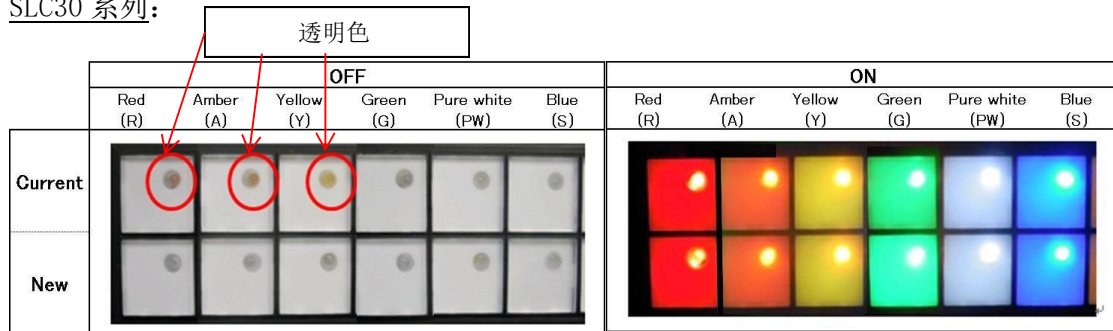 SLC30 系列：
透明色
OFF
ON
Red Amber Yellow Green Pure white Blue
(R) (A) (Y) (G) (PW) (S)
Red Amber Yellow Green Pure white Blue
(R) (A) (Y) (G) (PW) (S)
Current
New